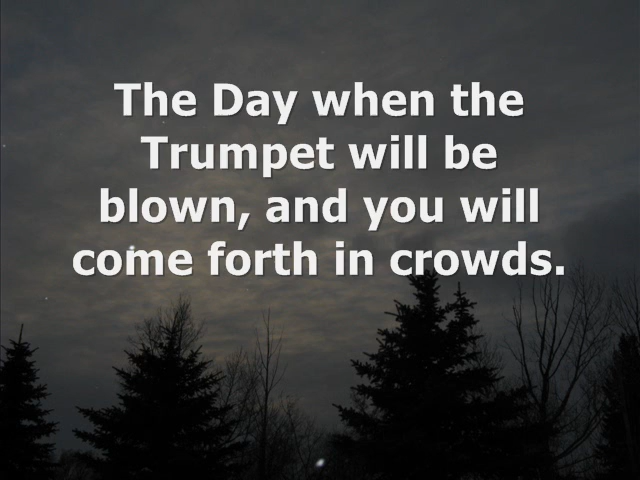 The Day when the
Trumpet will be
blown, and you will
come forth in crowds.